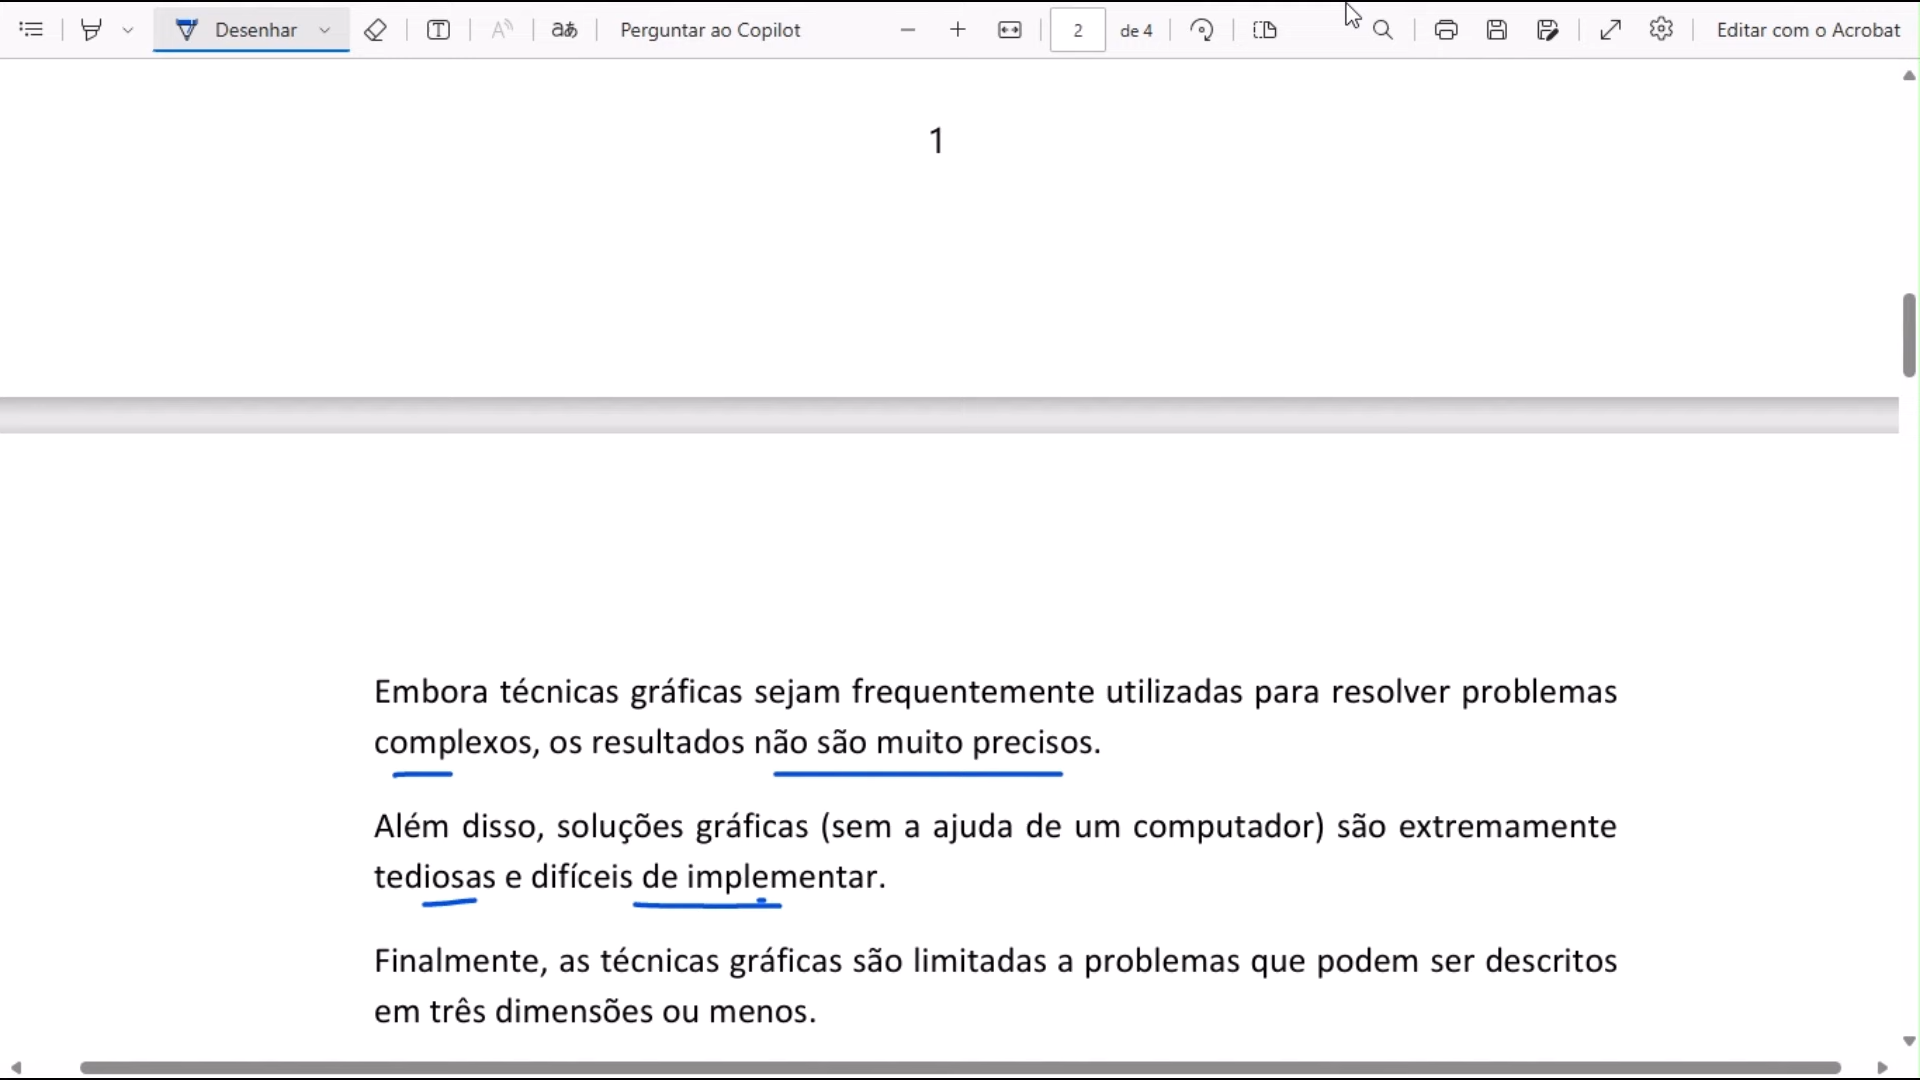 Desenhar
aあ
Perguntar ao Copilot
2
de 4
Editar com o Acrobat
1
Embora técnicas gráficas sejam frequentemente utilizadas para resolver problemas
complexos, os resultados não são muito precisos.
Além disso, soluções gráficas (sem a ajuda de um computador) são extremamente
tediosas e difíceis de implementar.
Finalmente, as técnicas gráficas são limitadas a problemas que podem ser descritos
em três dimensões ou menos.